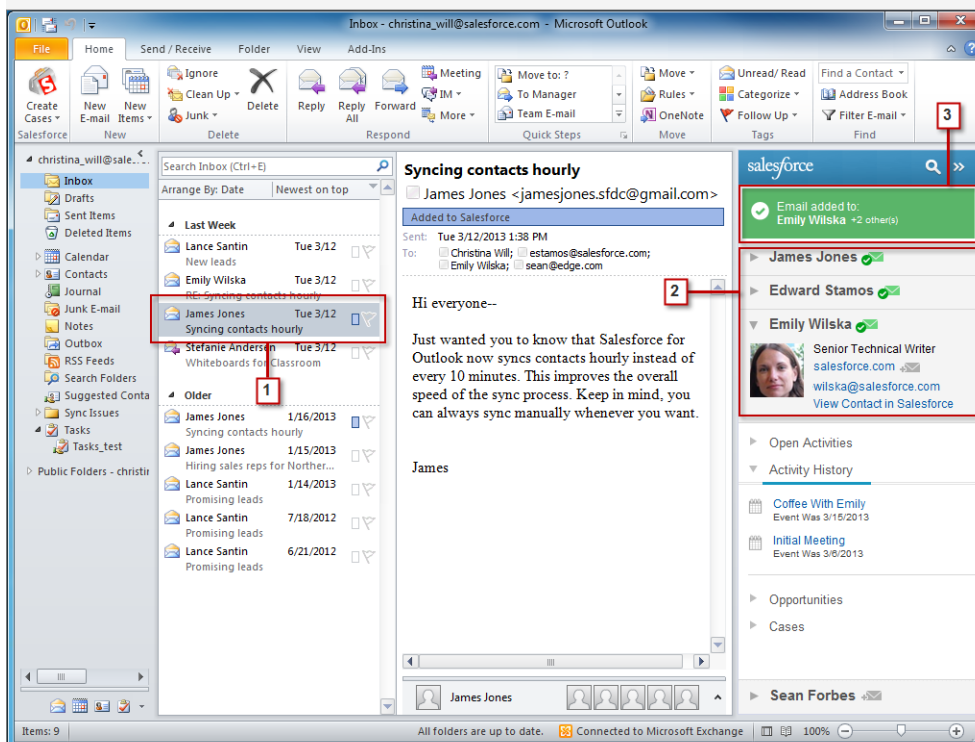 Inbox - christina_will@salesforce.com - Microsoft Outlook
File Home Send / Receive Folder View Add-Ins
Create Cases
Salesforce
New E-mail
New Items
New
Ignore
Clean Up
Junk
Delete
Delete
Reply
Reply All
Forward
Meeting
IM
More
Respond
Move to: ?
To Manager
Team E-mail
Quick Steps
Move
Rules
OneNote
Move
Unread/ Read
Categorize
Follow Up
Tags
Find a Contact
Address Book
Filter E-mail
Find
3
christina_will@sale...
Inbox
Drafts
Sent Items
Deleted Items
Calendar
Contacts
Journal
Junk E-mail
Notes
Outbox
RSS Feeds
Search Folders
Suggested Conta
Sync Issues
Tasks
Tasks_test
Public Folders - christin
Search Inbox (Ctrl+E)
Arrange By: Date Newest on top
Last Week
Lance Santin Tue 3/12
New leads
Emily Wilska Tue 3/12
RE: Syncing contacts hourly
James Jones Tue 3/12
Syncing contacts hourly
Stefanie Andersen Tue 3/12
Whiteboards for Classroom
1
Older
James Jones 1/16/2013
Syncing contacts hourly
James Jones 1/15/2013
Hiring sales reps for Norther...
Lance Santin 1/14/2013
Promising leads
Lance Santin 7/18/2012
Promising leads
Lance Santin 6/21/2012
Promising leads
Syncing contacts hourly
James Jones <jamesjones.sfdc@gmail.com>
Added to Salesforce
Sent: Tue 3/12/2013 1:38 PM
To: Christina Will; estamos@salesforce.com;
Emily Wilska; sean@edge.com
2
Hi everyone--
Just wanted you to know that Salesforce for
Outlook now syncs contacts hourly instead of
every 10 minutes. This improves the overall
speed of the sync process. Keep in mind, you
can always sync manually whenever you want.
James
James Jones
salesforce
Email added to:
Emily Wilska +2 other(s)
James Jones
Edward Stamos
Emily Wilska
Senior Technical Writer
salesforce.com
wilska@salesforce.com
View Contact in Salesforce
Open Activities
Activity History
Coffee With Emily
Event Was 3/15/2013
Initial Meeting
Event Was 3/6/2013
Opportunities
Cases
Sean Forbes
Items: 9 All folders are up to date. Connected to Microsoft Exchange 100%